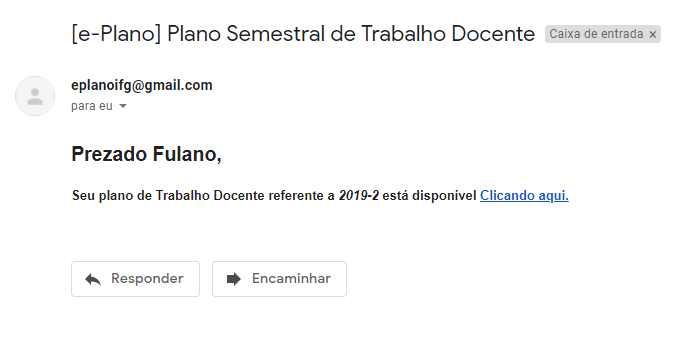 [e-Plano] Plano Semestral de Trabalho Docente Caixa de entrada ×
eplanoifg@gmail.com
para eu
Prezado Fulano,
Seu plano de Trabalho Docente referente a 2019-2 está disponível Clicando aqui.
Responder Encaminhar